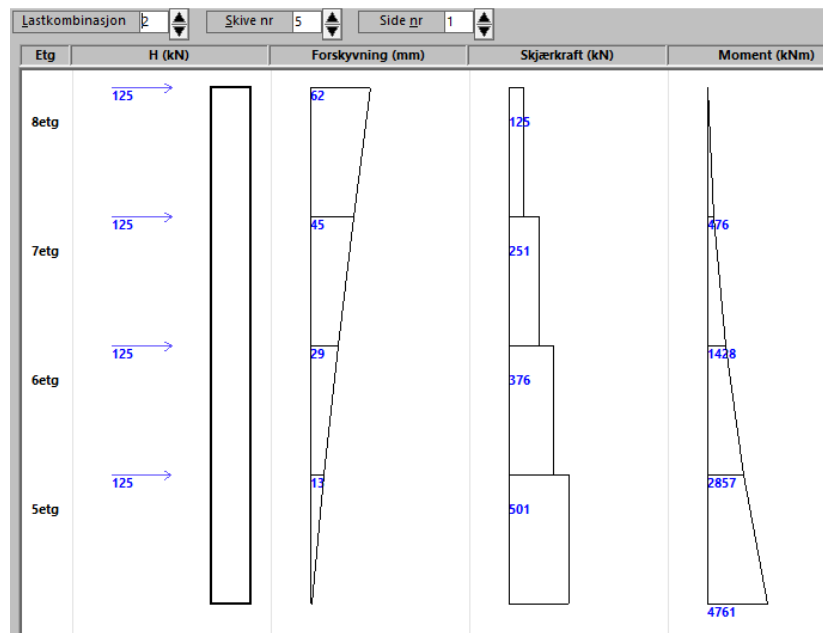 Lastkombinasjon 2 Skive nr 5 Side nr 1
Etg H (kN) Forskyvning (mm) Skjærkraft (kN) Moment (kNm)
125 62
8etg 125
125 45 476
7etg 251
125 29 1428
6etg 376
125 13 2857
5etg 501
4761